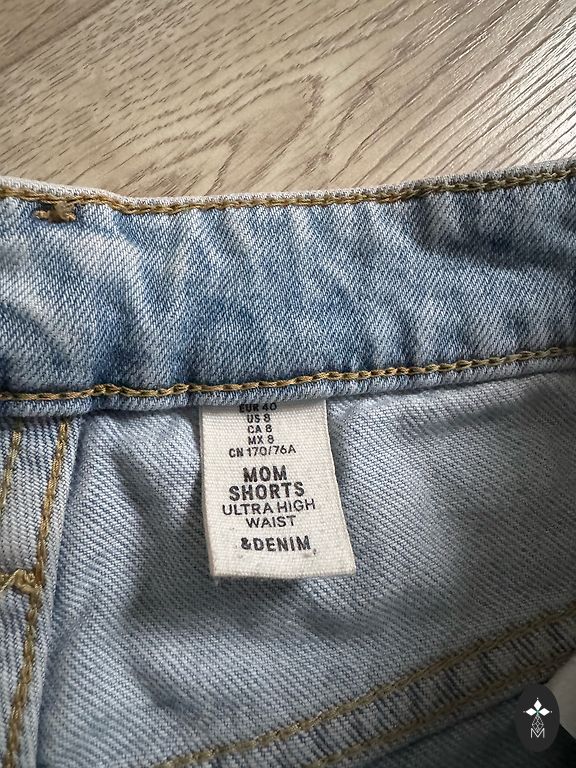 EUR 40
US 8
CA 8
MX 8
CN 170/76A
MOM
SHORTS
ULTRA HIGH
WAIST
&DENIM